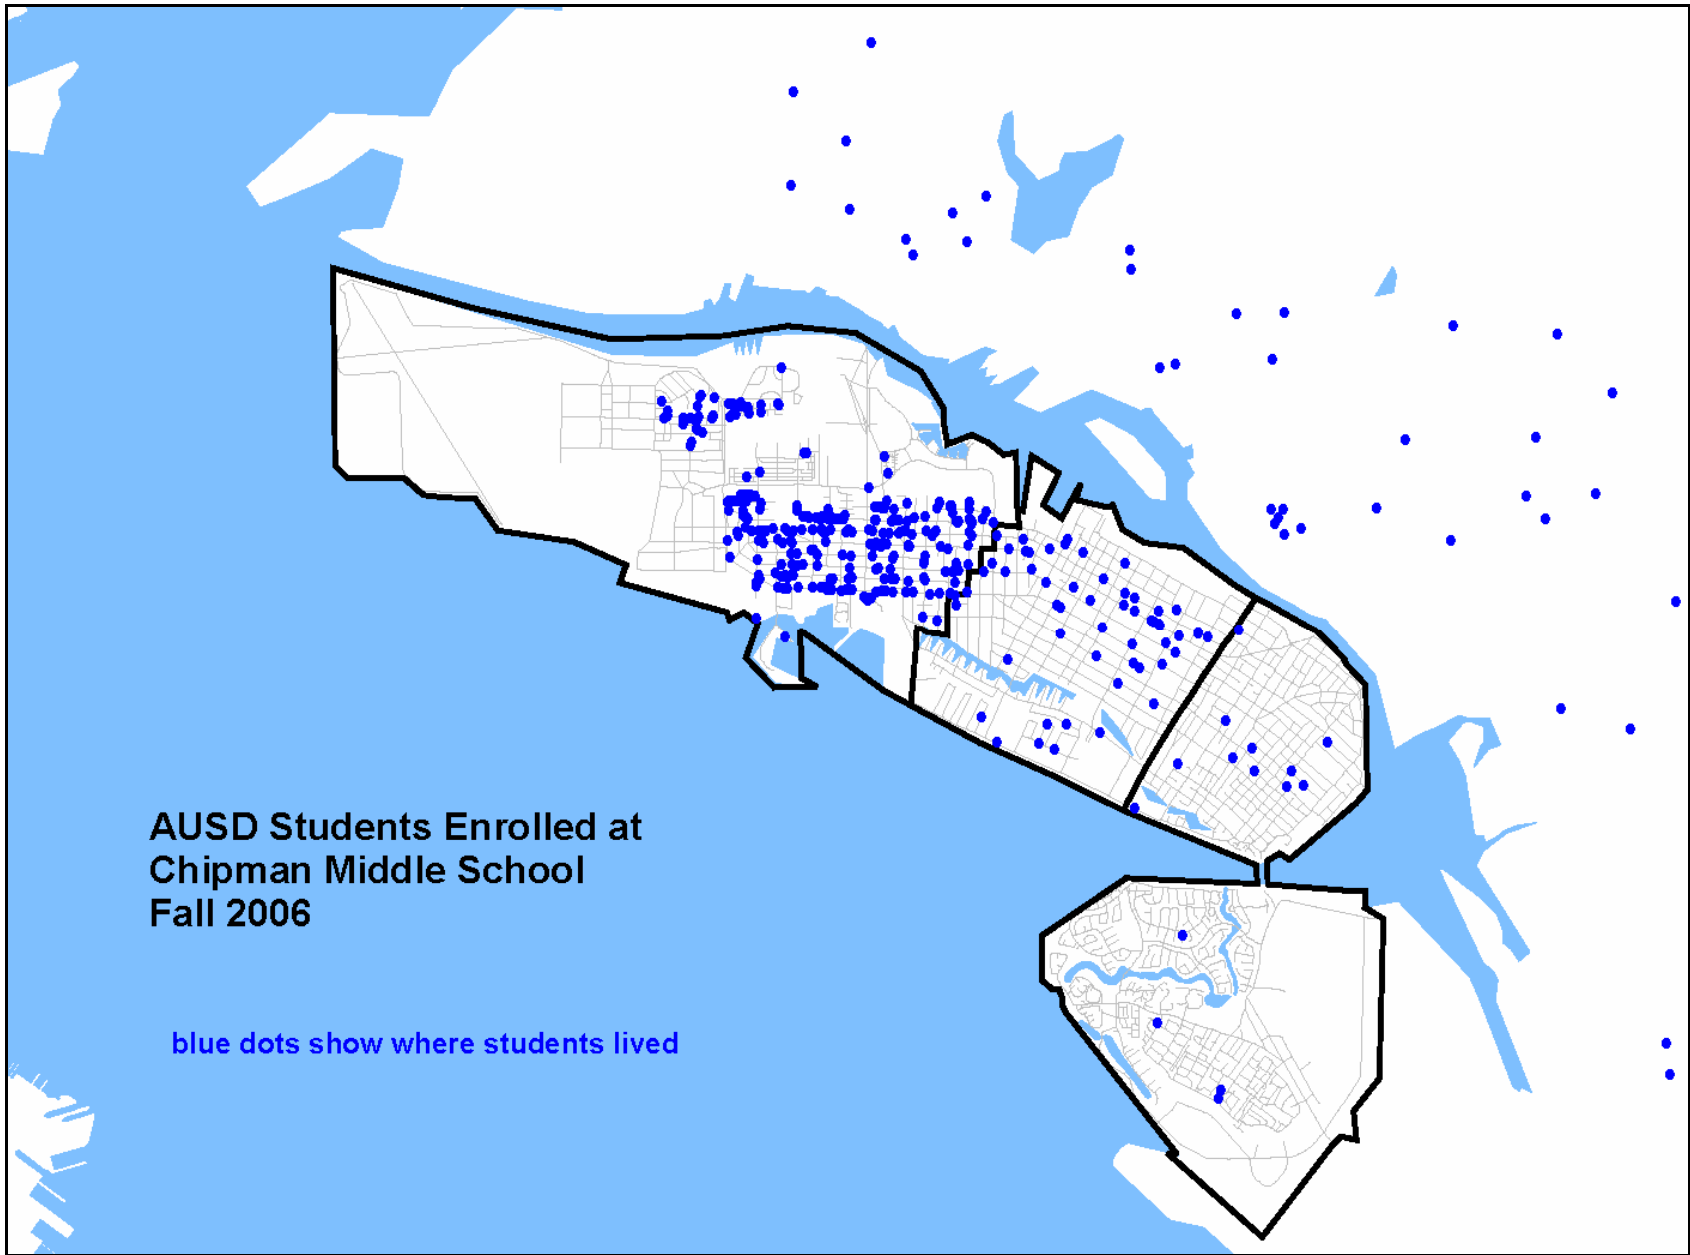 AUSD Students Enrolled at
Chipman Middle School
Fall 2006
blue dots show where students lived